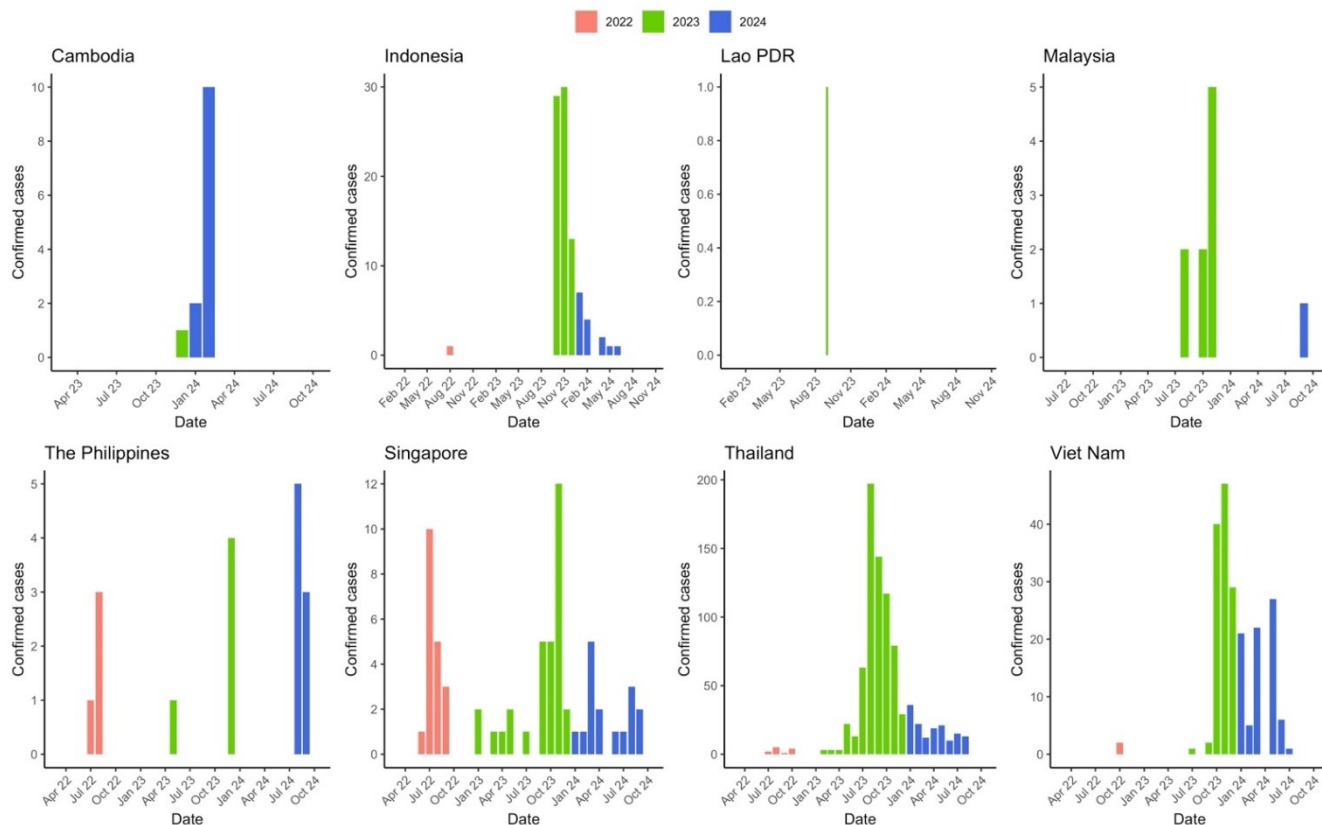 2022 2023 2024
Cambodia
Confirmed cases
10
8
6
4
2
0
Apr 23 Jul 23 Oct 23 Jan 24 Apr 24 Jul 24 Oct 24
Date
Indonesia
Confirmed cases
30
20
10
0
Feb 22 May 22 Aug 22 Nov 22 Feb 23 May 23 Aug 23 Nov 23 Feb 24 May 24 Aug 24 Nov 24
Date
Lao PDR
Confirmed cases
1.0
0.8
0.6
0.4
0.2
0.0
Feb 23 May 23 Aug 23 Nov 23 Feb 24 May 24 Aug 24 Nov 24
Date
Malaysia
Confirmed cases
5
4
3
2
1
0
Jul 22 Oct 22 Jan 23 Apr 23 Jul 23 Oct 23 Jan 24 Apr 24 Jul 24 Oct 24
Date
The Philippines
Confirmed cases
5
4
3
2
1
0
Apr 22 Jul 22 Oct 22 Jan 23 Apr 23 Jul 23 Oct 23 Jan 24 Apr 24 Jul 24 Oct 24
Date
Singapore
Confirmed cases
12
10
8
6
4
2
0
Apr 22 Jul 22 Oct 22 Jan 23 Apr 23 Jul 23 Oct 23 Jan 24 Apr 24 Jul 24 Oct 24
Date
Thailand
Confirmed cases
200
150
100
50
0
Apr 22 Jul 22 Oct 22 Jan 23 Apr 23 Jul 23 Oct 23 Jan 24 Apr 24 Jul 24 Oct 24
Date
Viet Nam
Confirmed cases
40
30
20
10
0
Apr 22 Jul 22 Oct 22 Jan 23 Apr 23 Jul 23 Oct 23 Jan 24 Apr 24 Jul 24 Oct 24
Date